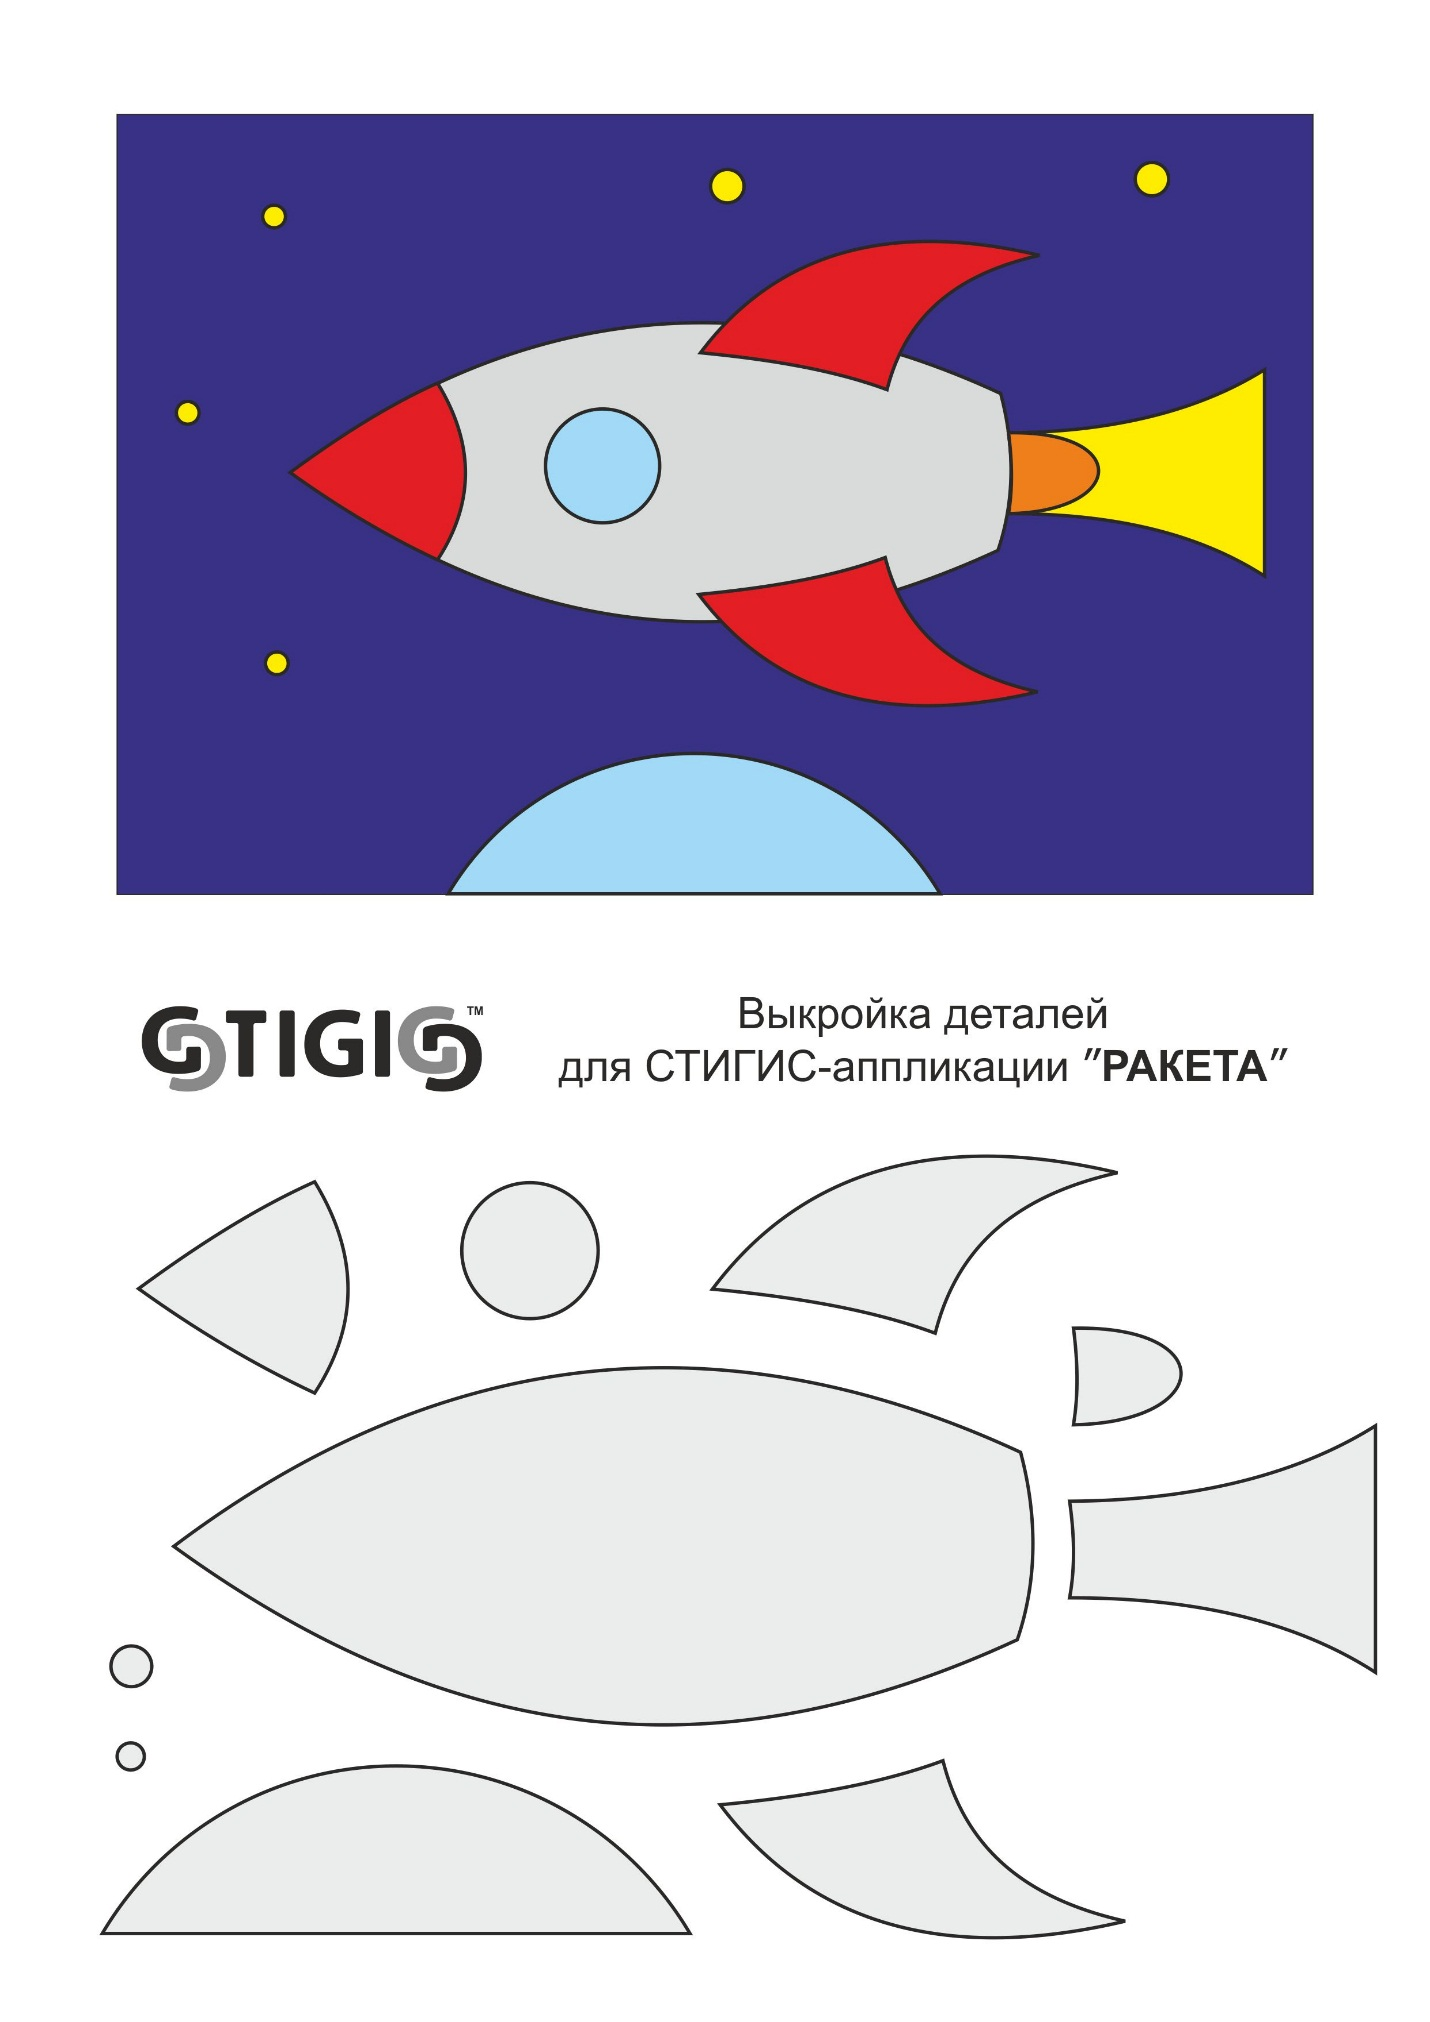 STIGIS™
Выкройка деталей
для СТИГИС-аппликации ″РАКЕТА″